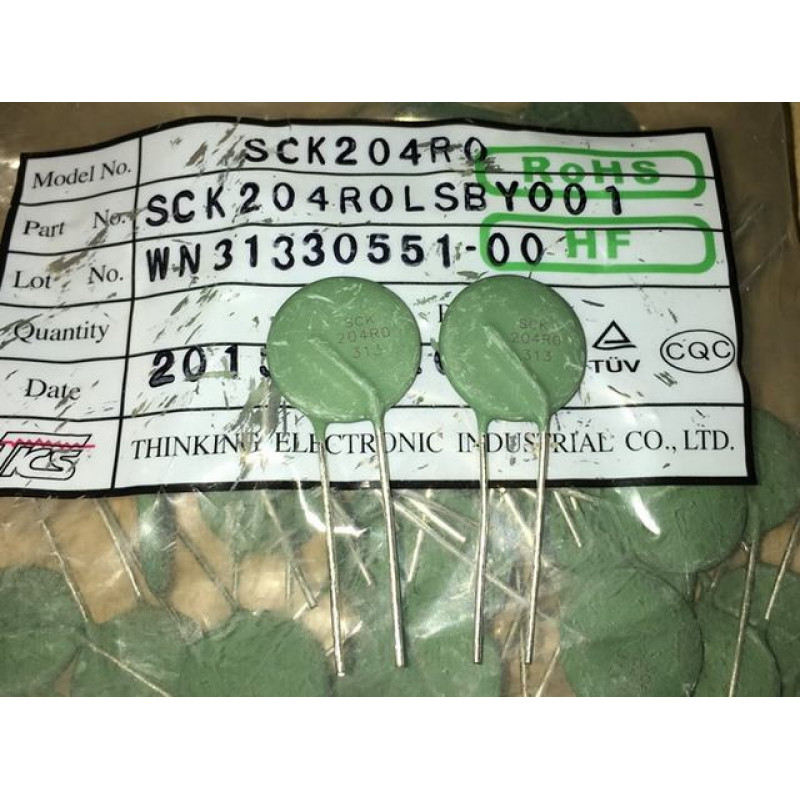 Model No. SCK204R0
RoHS
Part No. SCK204R0LSBY001
Lot No. WN31330551-00
HF
Quantity
Date
TÜV
CQC
TKS THINKING ELECTRONIC INDUSTRIAL CO., LTD.
SCK
204R0
313
SCK
204R0
313